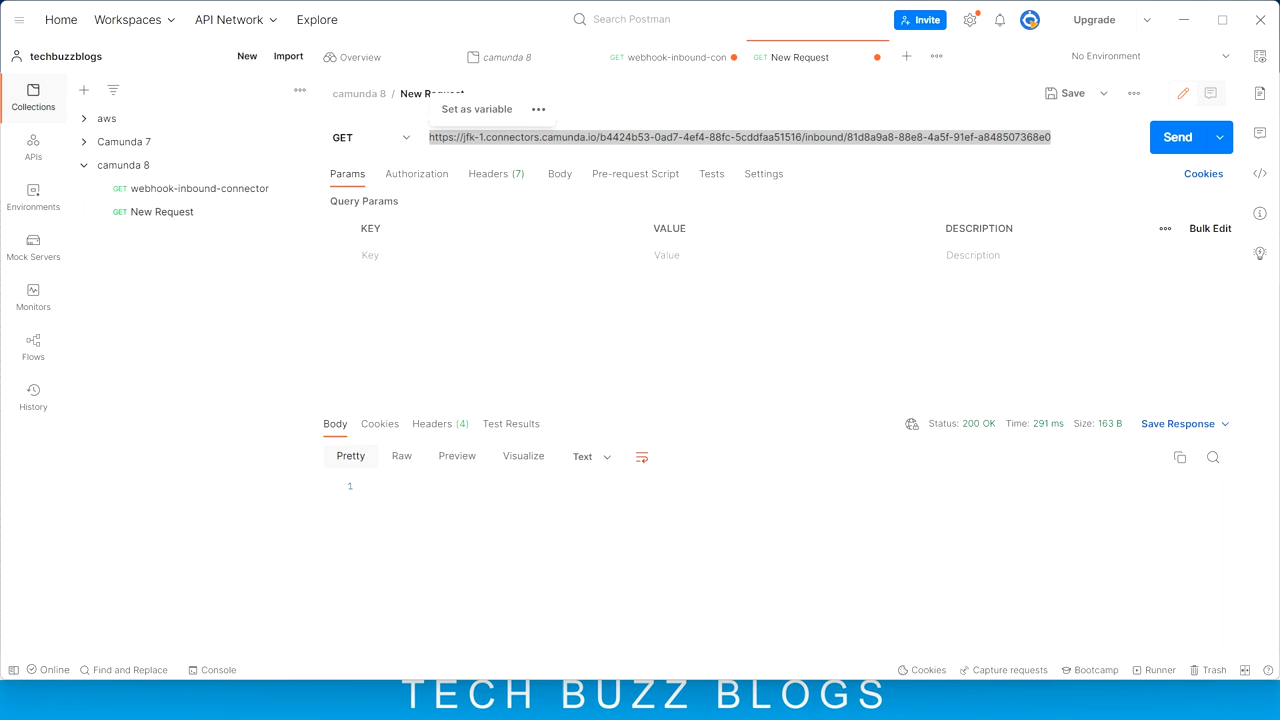 Home Workspaces API Network Explore Search Postman Invite Upgrade
techbuzzblogs New Import Overview camunda 8 GET webhook-inbound-con GET New Request No Environment
Collections
APIs
Environments
Mock Servers
Monitors
Flows
History
aws
Camunda 7
camunda 8
GET webhook-inbound-connector
GET New Request
camunda 8 / New Request Save
Set as variable
GET https://jfk-1.connectors.camunda.io/b4424b53-0ad7-4ef4-88fc-5cddfaa51516/inbound/81d8a9a8-88e8-4a5f-91ef-a848507368e0 Send
Params Authorization Headers (7) Body Pre-request Script Tests Settings Cookies
Query Params
KEY VALUE DESCRIPTION Bulk Edit
Key Value Description
Body Cookies Headers (4) Test Results Status: 200 OK Time: 291 ms Size: 163 B Save Response
Pretty Raw Preview Visualize Text
1
Online Find and Replace Console Cookies Capture requests Bootcamp Runner Trash
TECH BUZZ BLOGS